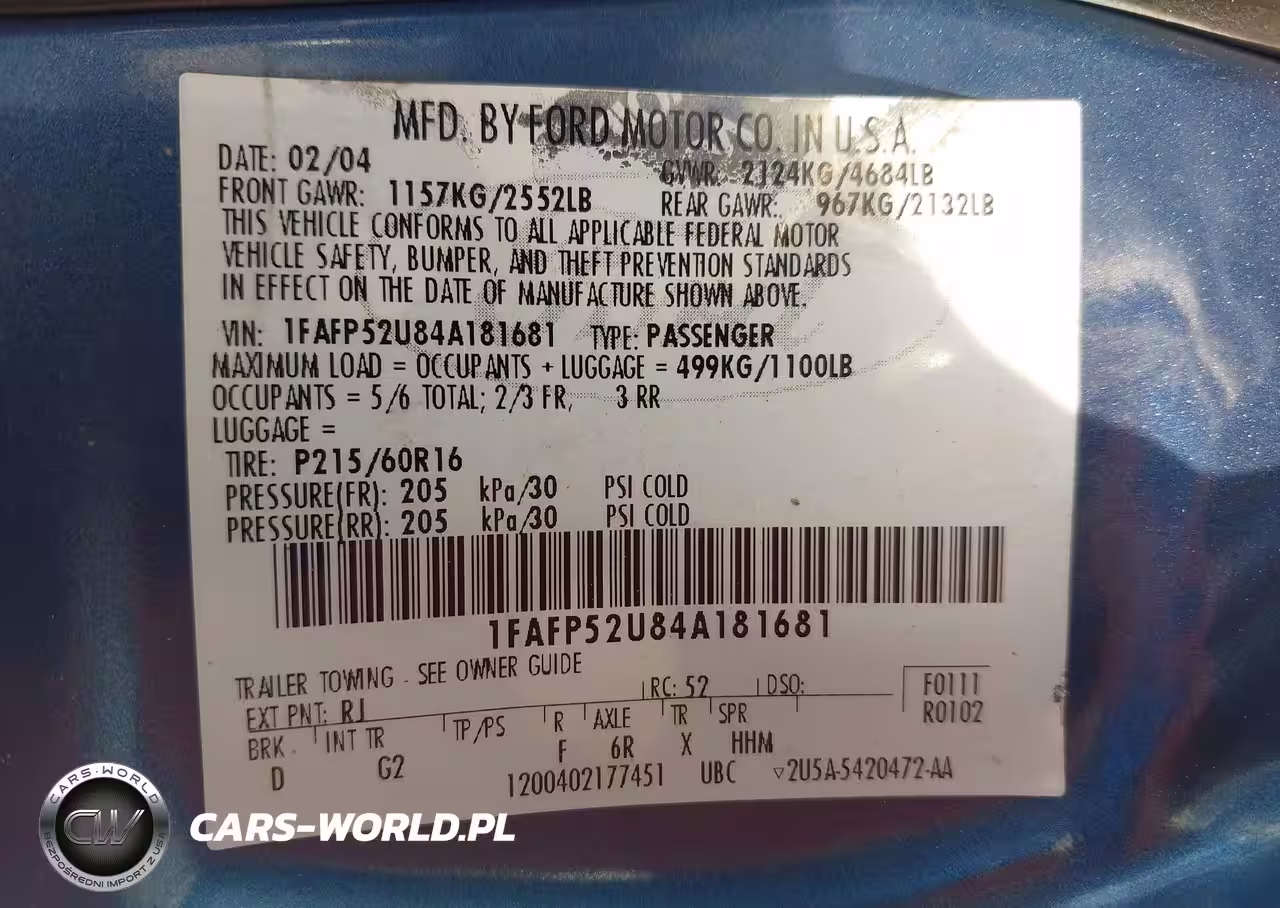 MFD. BY FORD MOTOR CO. IN U.S.A.
DATE: 02/04 GVWR: 2124KG/4684LB
FRONT GAWR: 1157KG/2552LB REAR GAWR: 967KG/2132LB
THIS VEHICLE CONFORMS TO ALL APPLICABLE FEDERAL MOTOR
VEHICLE SAFETY, BUMPER, AND THEFT PREVENTION STANDARDS
IN EFFECT ON THE DATE OF MANUFACTURE SHOWN ABOVE.
VIN: 1FAFP52U84A181681 TYPE: PASSENGER
MAXIMUM LOAD = OCCUPANTS + LUGGAGE = 499KG/1100LB
OCCUPANTS = 5/6 TOTAL; 2/3 FR, 3 RR
LUGGAGE =
TIRE: P215/60R16
PRESSURE(FR): 205 kPa/30 PSI COLD
PRESSURE(RR): 205 kPa/30 PSI COLD
1FAFP52U84A181681
TRAILER TOWING - SEE OWNER GUIDE
EXT PNT: RJ RC: 52 DSO: F0111
R0102
BRK INT TR TP/PS R AXLE TR SPR
D G2 F 6R X HHM
1200402177451 UBC ▽2U5A-5420472-AA
CARS-WORLD
CW
BEZPOŚREDNI IMPORT Z USA
CARS-WORLD.PL